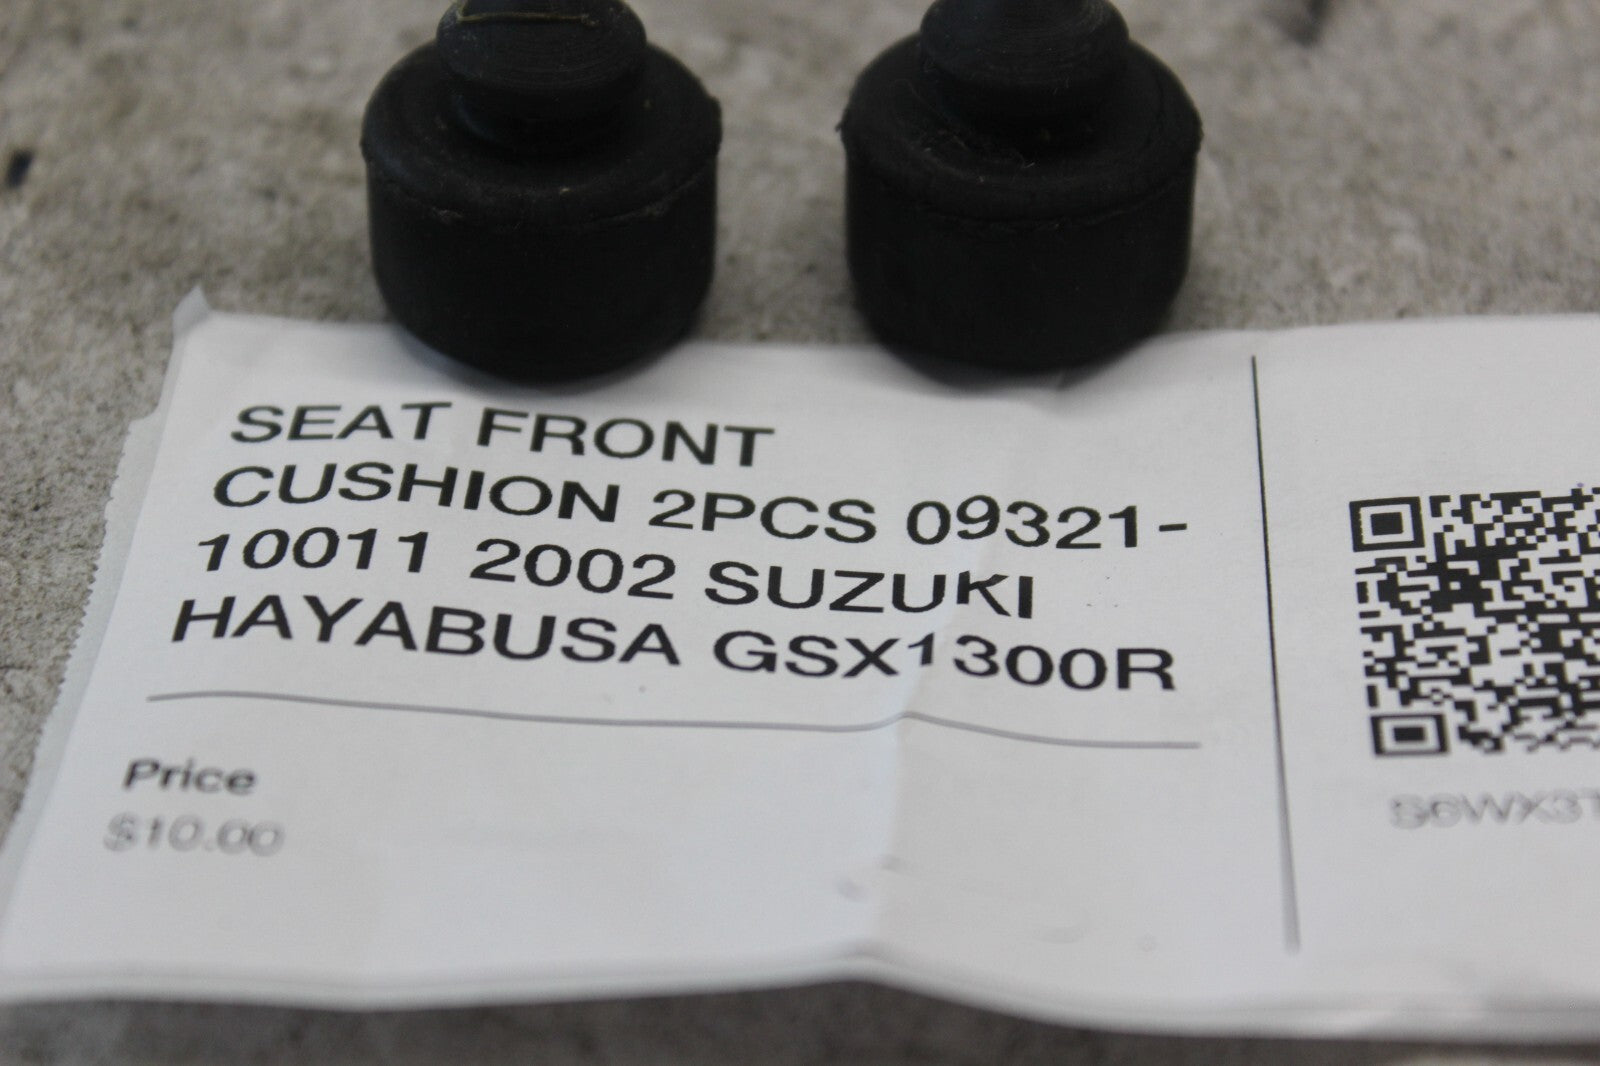 SEAT FRONT
CUSHION 2PCS 09321-
10011 2002 SUZUKI
HAYABUSA GSX1300R
Price
$10.00